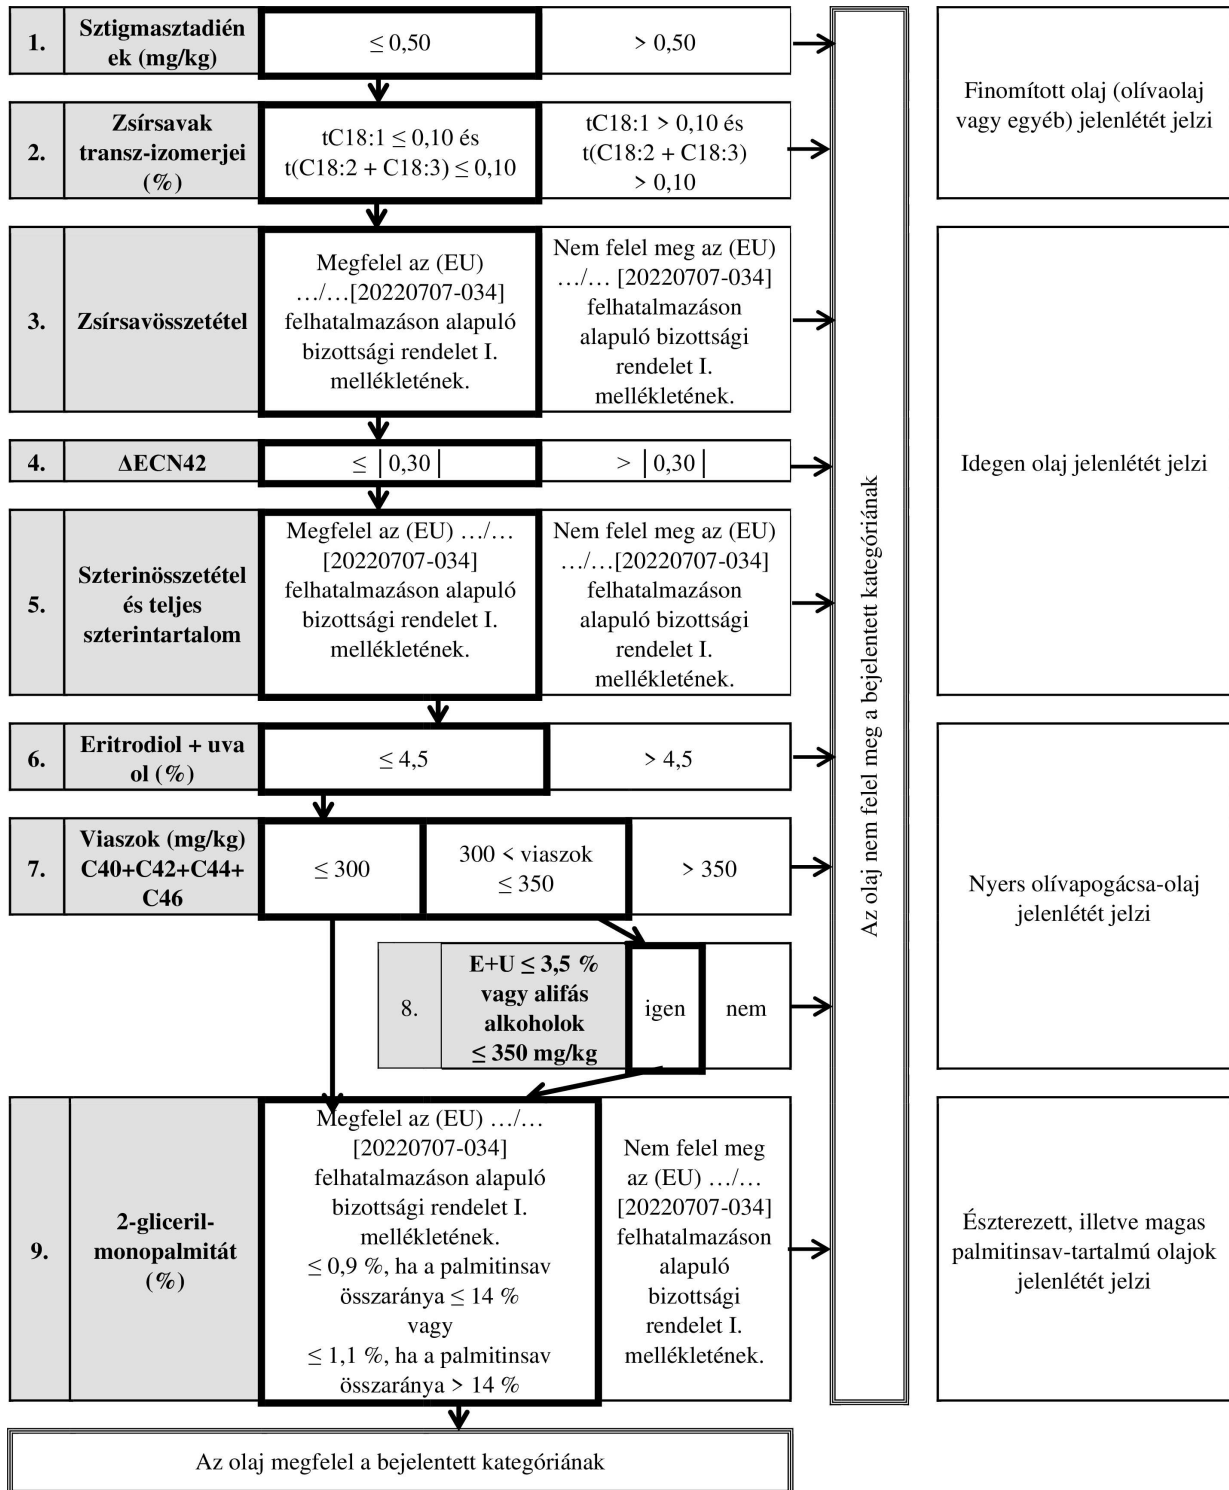 1.
Sztigmasztadién
ek (mg/kg)
≤ 0,50
> 0,50
2.
Zsírsavak
transz-izomerjei
(%)
tC18:1 ≤ 0,10 és
t(C18:2 + C18:3) ≤ 0,10
tC18:1 > 0,10 és
t(C18:2 + C18:3)
> 0,10
Finomított olaj (olívaolaj
vagy egyéb) jelenlétét jelzi
3.
Zsírsavösszetétel
Megfelel az (EU)
…/…[20220707-034]
felhatalmazáson alapuló
bizottsági rendelet I.
mellékletének.
Nem felel meg az (EU)
…/… [20220707-034]
felhatalmazáson
alapuló bizottsági
rendelet I.
mellékletének.
4.
ΔECN42
≤ │0,30│
> │0,30│
Idegen olaj jelenlétét jelzi
5.
Szterinösszetétel
és teljes
szterintartalom
Megfelel az (EU) …/…
[20220707-034]
felhatalmazáson alapuló
bizottsági rendelet I.
mellékletének.
Nem felel meg az (EU)
…/…[20220707-034]
felhatalmazáson
alapuló bizottsági
rendelet I.
mellékletének.
Az olaj nem felel meg a bejelentett kategóriának
6.
Eritrodiol + uva
ol (%)
≤ 4,5
> 4,5
7.
Viaszok (mg/kg)
C40+C42+C44+
C46
≤ 300
300 < viaszok
≤ 350
> 350
Nyers olívapogácsa-olaj
jelenlétét jelzi
8.
E+U ≤ 3,5 %
vagy alifás
alkoholok
≤ 350 mg/kg
igen
nem
9.
2-gliceril-
monopalmitát
(%)
Megfelel az (EU) …/…
[20220707-034]
felhatalmazáson alapuló
bizottsági rendelet I.
mellékletének.
≤ 0,9 %, ha a palmitinsav
összaránya ≤ 14 %
vagy
≤ 1,1 %, ha a palmitinsav
összaránya > 14 %
Nem felel meg
az (EU) …/…
[20220707-034]
felhatalmazáson
alapuló
bizottsági
rendelet I.
mellékletének.
Észterezett, illetve magas
palmitinsav-tartalmú olajok
jelenlétét jelzi
Az olaj megfelel a bejelentett kategóriának